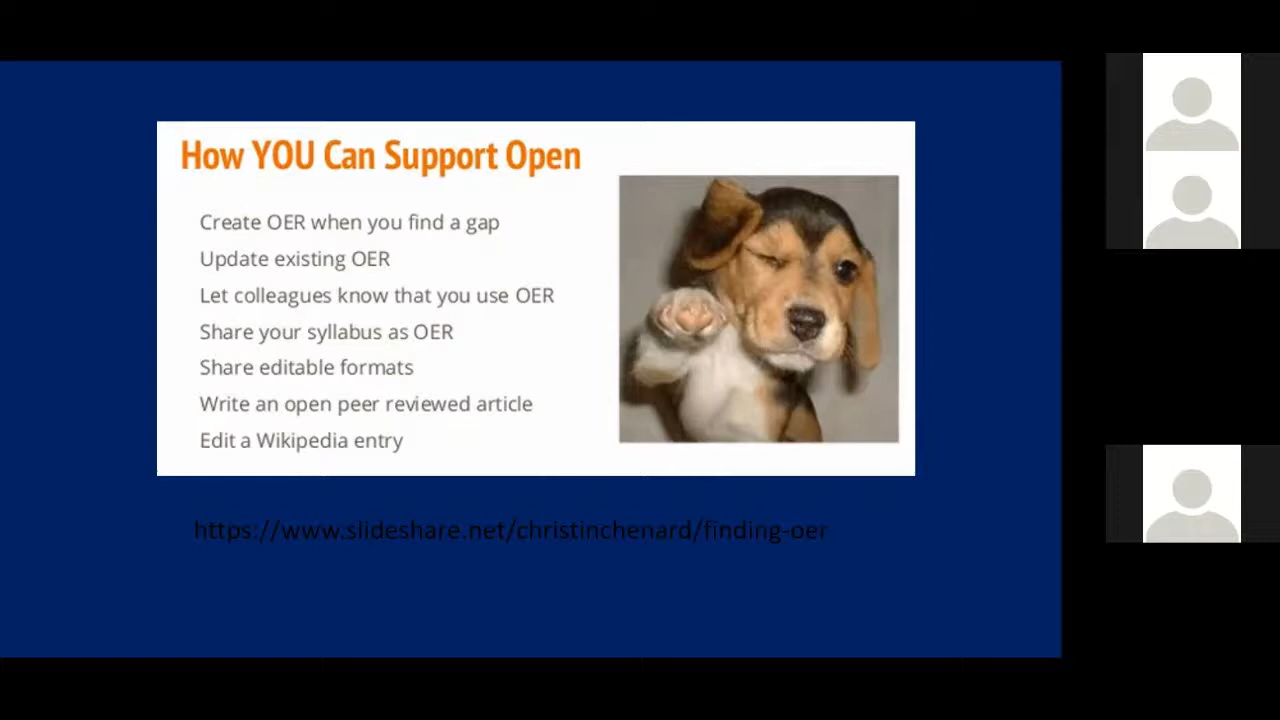 How YOU Can Support Open
Create OER when you find a gap
Update existing OER
Let colleagues know that you use OER
Share your syllabus as OER
Share editable formats
Write an open peer reviewed article
Edit a Wikipedia entry
https://www.slideshare.net/christinchenard/finding-oer